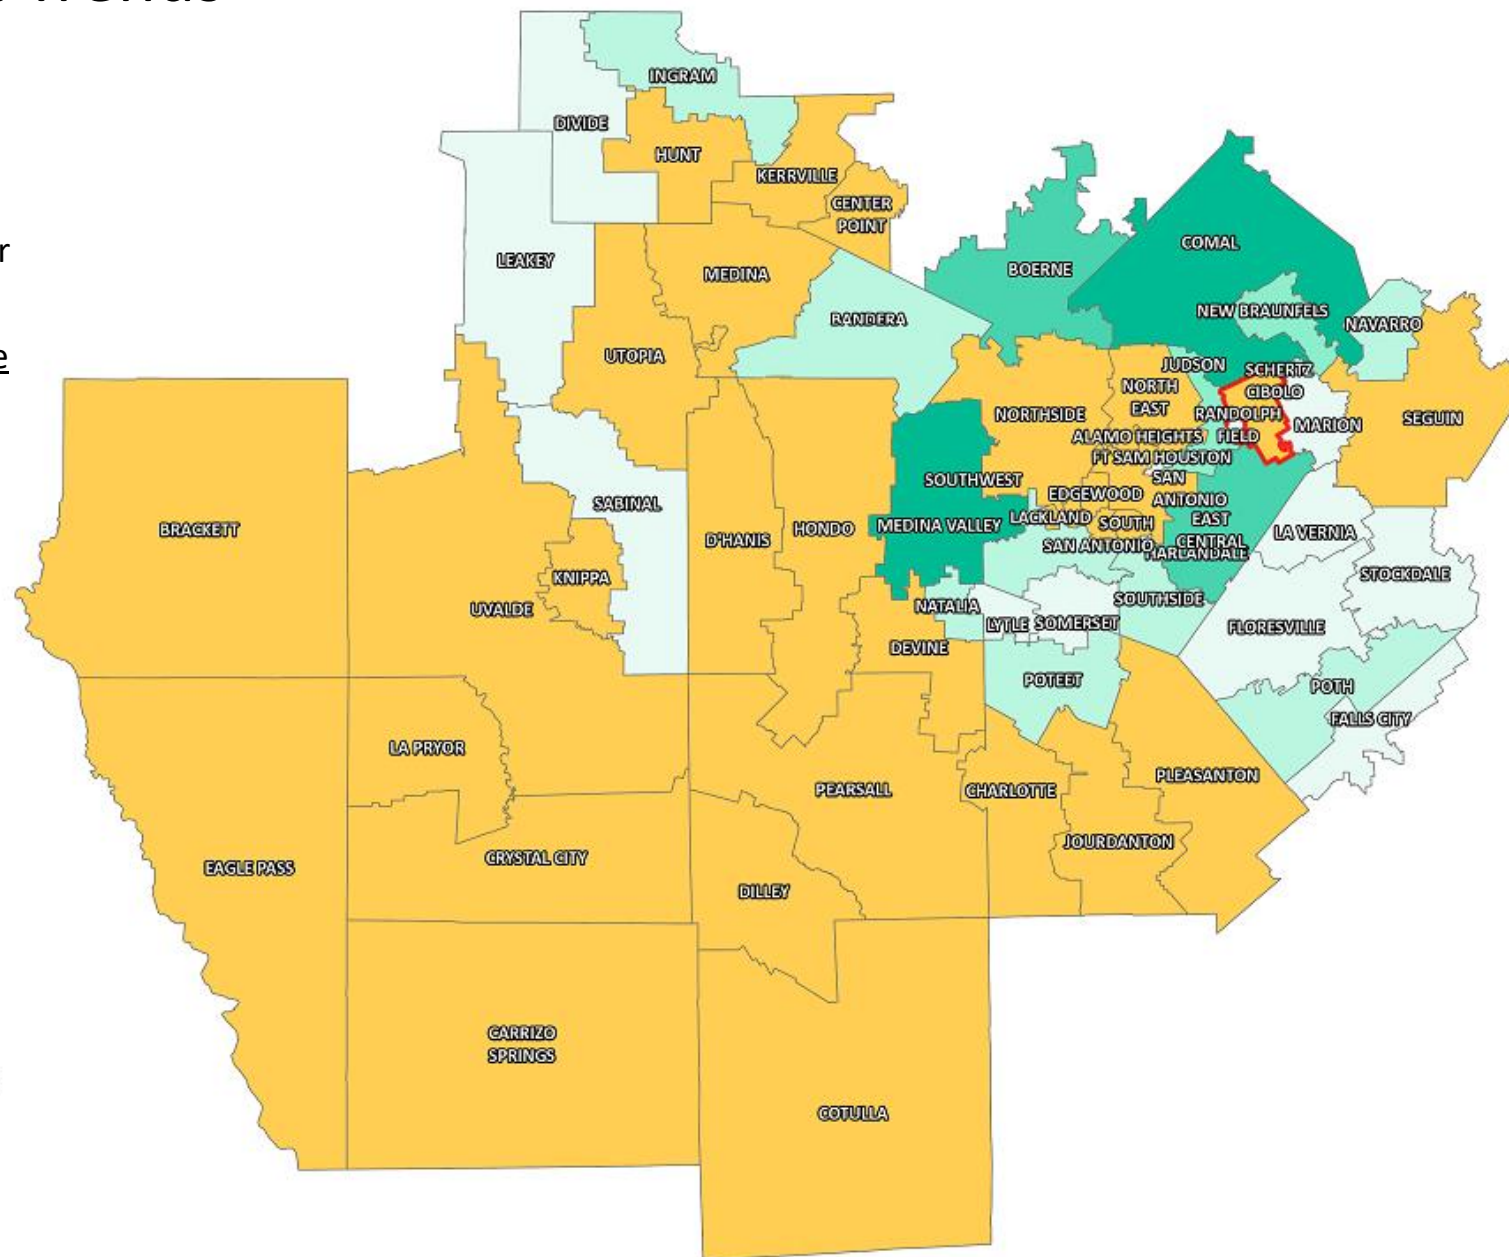 Trends
r
e
INGRAM
DIVIDE
HUNT
KERRVILLE
CENTER
POINT
COMAL
LEAKEY
BOERNE
MEDINA
NEW BRAUNFELS
BANDERA
NAVARRO
UTOPIA
JUDSON
SCHERTZ
CIBOLO
NORTH
EAST
NORTHSIDE
RANDOLPH
FIELD
MARION
SEGUIN
ALAMO HEIGHTS
FT SAM HOUSTON
SAN
ANTONIO
SOUTHWEST
EDGEWOOD
SABINAL
LACKLAND
SOUTH
SAN ANTONIO
EAST
CENTRAL
HARLANDALE
BRACKETT
D'HANIS
HONDO
MEDINA VALLEY
LA VERNIA
STOCKDALE
KNIPPA
UVALDE
NATALIA
LYTLE
SOMERSET
SOUTHSIDE
FLORESVILLE
DEVINE
POTEET
POTH
FALLS CITY
LA PRYOR
PEARSALL
CHARLOTTE
PLEASANTON
JOURDANTON
EAGLE PASS
CRYSTAL CITY
DILLEY
CARRIZO
SPRINGS
COTULLA